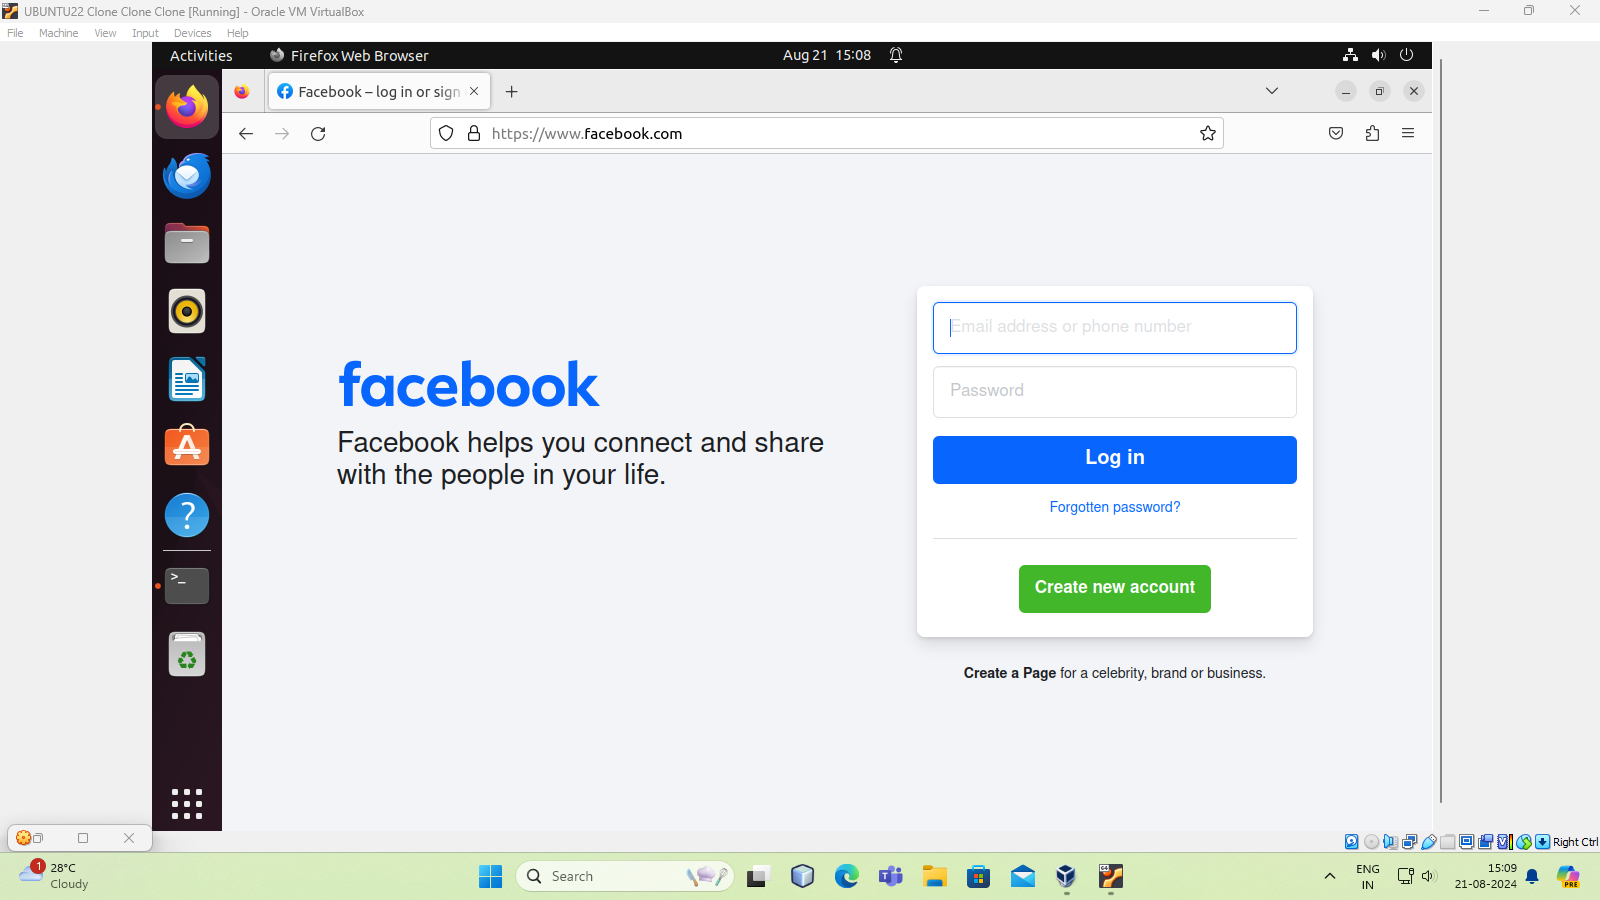 UBUNTU22 Clone Clone Clone [Running] - Oracle VM VirtualBox
File Machine View Input Devices Help
Activities Firefox Web Browser Aug 21 15:08
Facebook – log in or sign
https://www.facebook.com
Email address or phone number
facebook
Password
Facebook helps you connect and share
with the people in your life.
Log in
Forgotten password?
Create new account
Create a Page for a celebrity, brand or business.
Right Ctrl
1
28°C
Cloudy
Search
ENG
IN
15:09
21-08-2024
PRE